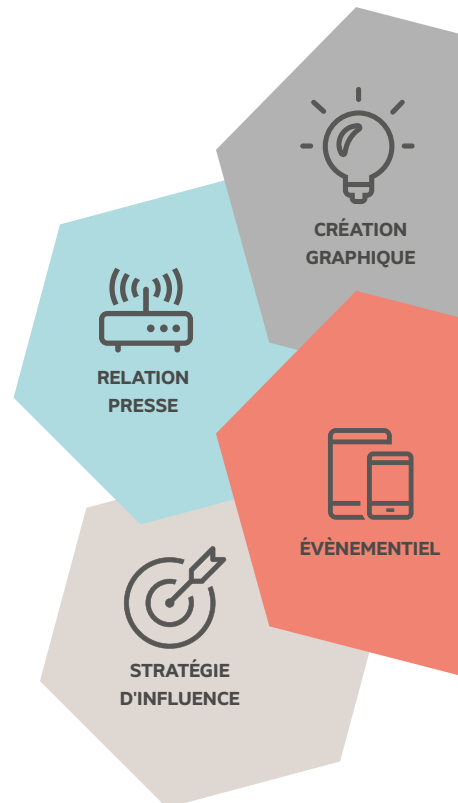 CRÉATION
GRAPHIQUE
RELATION
PRESSE
ÉVÈNEMENTIEL
STRATÉGIE
D'INFLUENCE